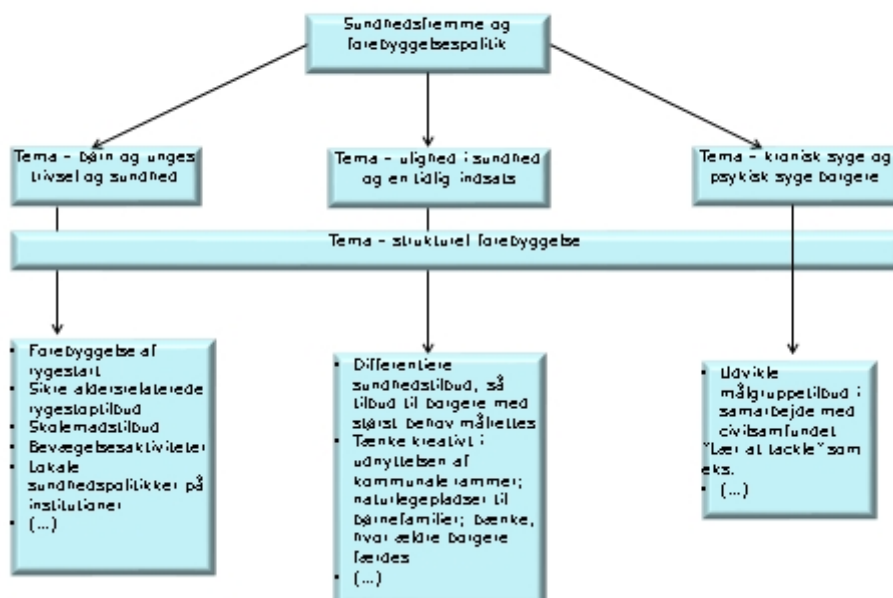 Sundhedsfremme og
forebyggelsespolitik
Tema – børn og unges
trivsel og sundhed
Tema – ulighed i sundhed
og en tidlig indsats
Tema – kronisk syge og
psykisk syge borgere
Tema – strukturel forebyggelse
• Forebyggelse af
rygestart
• Sikre aldersrelaterede
rygestoptilbud
• Skolemadstilbud
• Bevægelsesaktiviteter
• Lokale
sundhedspolitikker på
institutioner
• (...)
• Differentiere
sundhedstilbud, så
tilbud til borgere med
størst behov målrettes
• Tænke kreativt i
udnyttelsen af
kommunale rammer;
naturlegepladser til
børnefamilier; bænke,
hvor ældre borgere
færdes
• (...)
• Udvikle
målgruppetilbud i
samarbejde med
civilsamfundet
"Lær at tackle" som
eks.
• (...)